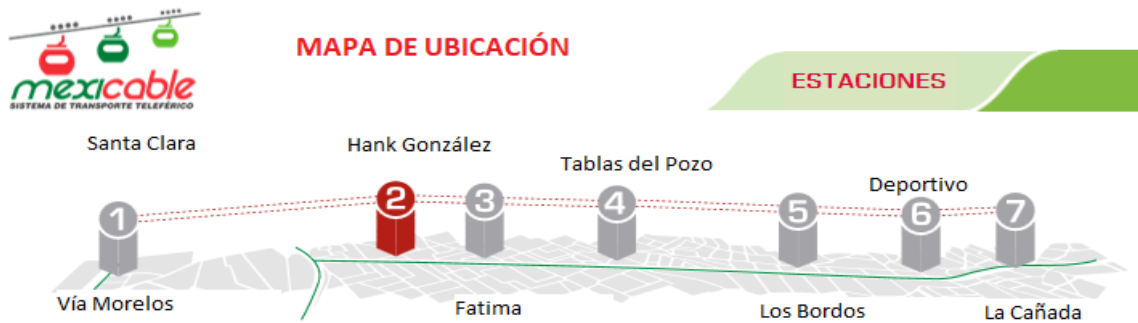 mexicable
SISTEMA DE TRANSPORTE TELEFÉRICO
MAPA DE UBICACIÓN
ESTACIONES
Santa Clara
Hank González
Tablas del Pozo
Deportivo
1
2
3
4
5
6
7
Vía Morelos
Fatima
Los Bordos
La Cañada